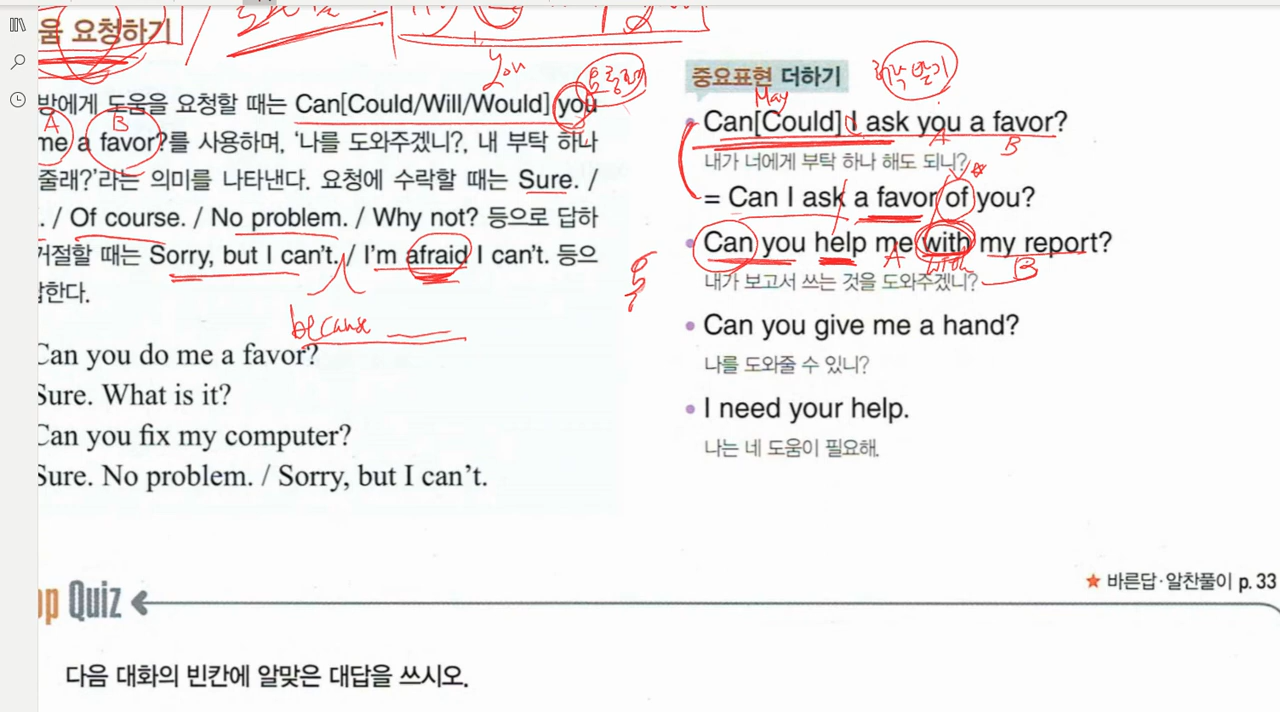 움 요청하기
you
방에게 도움을 요청할 때는 Can[Could/Will/Would] you
A B
me a favor?를 사용하며, '나를 도와주겠니?, 내 부탁 하나
줄래?'라는 의미를 나타낸다. 요청에 수락할 때는 Sure. /
. / Of course. / No problem. / Why not? 등으로 답하
거절할 때는 Sorry, but I can't. / I'm afraid I can't. 등으
답한다.
because
Can you do me a favor?
Sure. What is it?
Can you fix my computer?
Sure. No problem. / Sorry, but I can't.
중요표현 더하기
허락 받기
May
Can[Could] I ask you a favor?
A B
내가 너에게 부탁 하나 해도 되니?
= Can I ask a favor of you?
Can you help me with my report?
A with B
내가 보고서 쓰는 것을 도와주겠니?
Can you give me a hand?
나를 도와줄 수 있니?
I need your help.
나는 네 도움이 필요해.
★ 바른답·알찬풀이 p. 33
op Quiz
다음 대화의 빈칸에 알맞은 대답을 쓰시오.